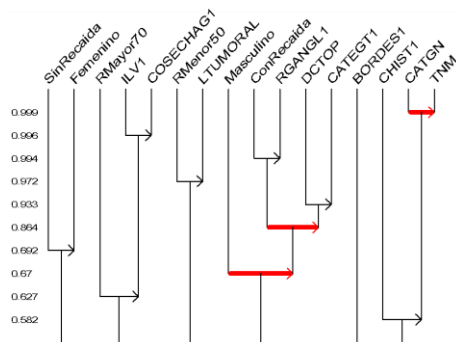 SinRecaida
Femenino
RMayor70
ILV1
COSECHAG1
RMenor50
LTUMORAL
Masculino
ConRecaida
RGANGL1
DCTOP
CATEGT1
BORDES1
CHIST1
CATGN
TNM
0.999
0.996
0.994
0.972
0.933
0.864
0.692
0.67
0.627
0.582